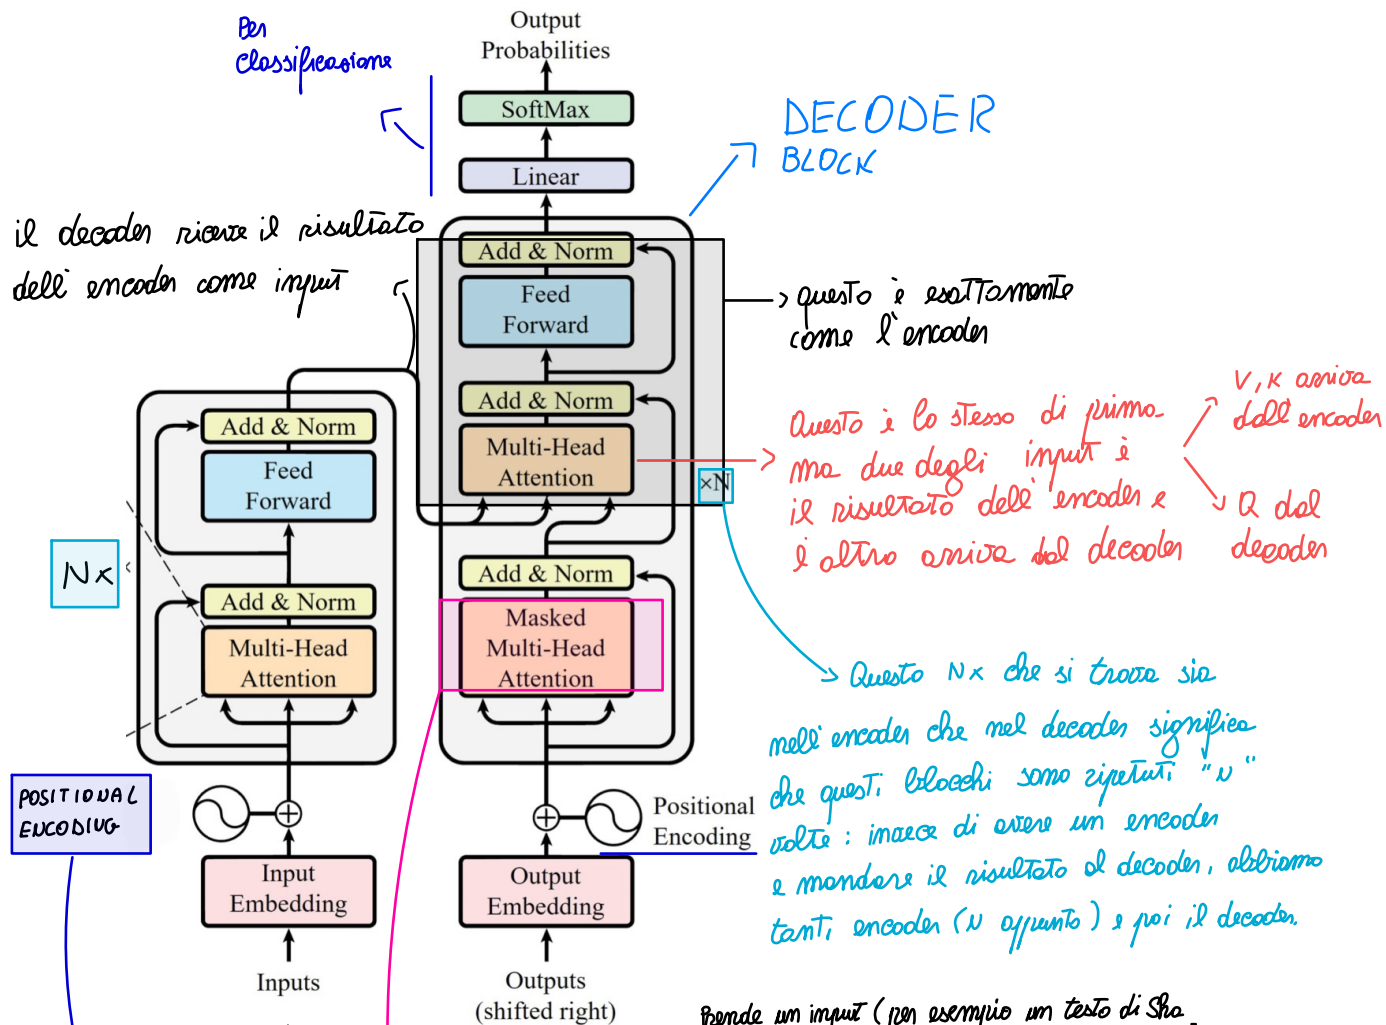 Output
Probabilities
Per
Classificazione
SoftMax
Linear
DECODER
BLOCK
il decoder riceve il risultato
dell' encoder come input
Add & Norm
Feed
Forward
Add & Norm
Multi-Head
Attention
×N
questo è esattamente
come l'encoder
Questo è lo stesso di prima
ma due degli input è
il risultato dell' encoder e
l'altro arriva dal decoder
V, K arriva
dall'encoder
Q dal
decoder
Add & Norm
Feed
Forward
Nx
Add & Norm
Multi-Head
Attention
Add & Norm
Masked
Multi-Head
Attention
Questo Nx che si trova sia
nell'encoder che nel decoder significa
che questi blocchi sono ripetuti "N"
volte: invece di avere un encoder
e mandare il risultato al decoder, abbiamo
tanti encoder (N appunto) e poi il decoder.
POSITIONAL
ENCODING
Positional
Encoding
Input
Embedding
Output
Embedding
Inputs
Outputs
(shifted right)
Prende un input (per esempio un testo di Sha